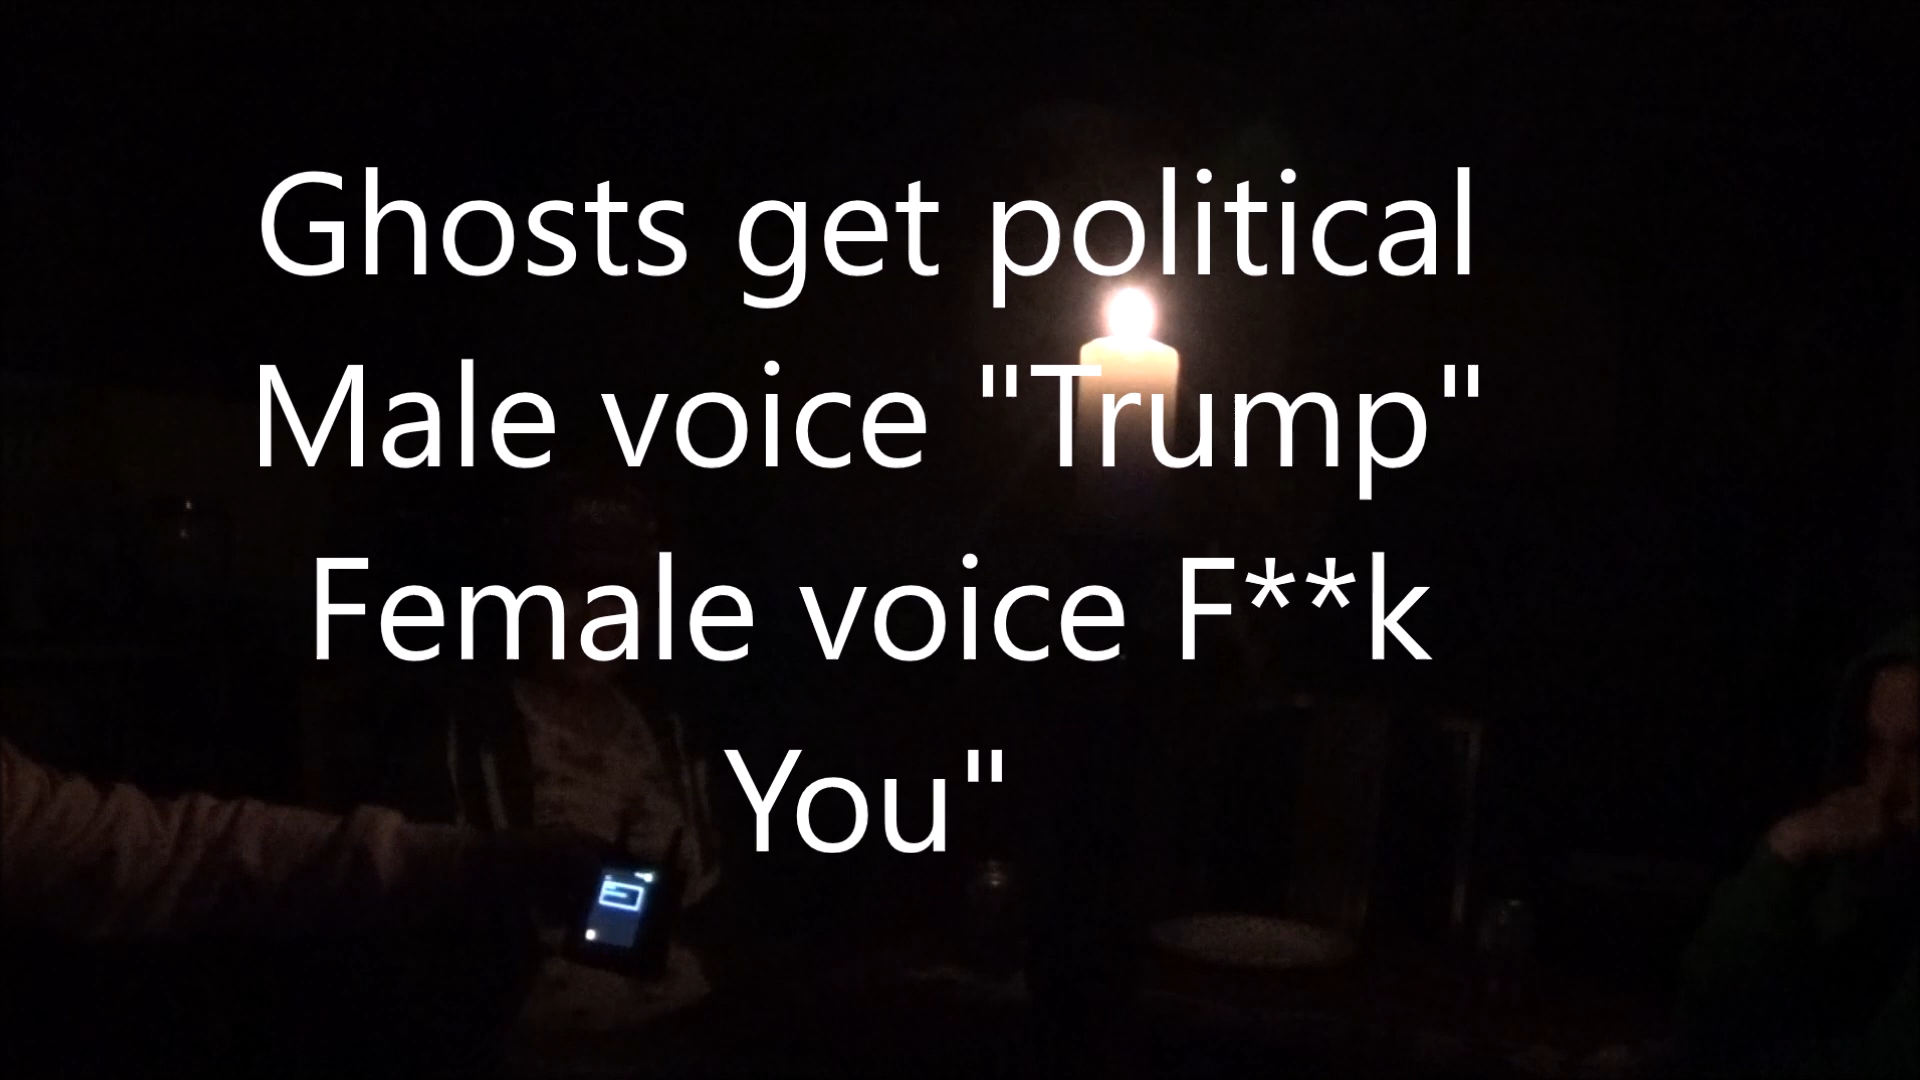 Ghosts get political
Male voice "Trump"
Female voice F**k
You"